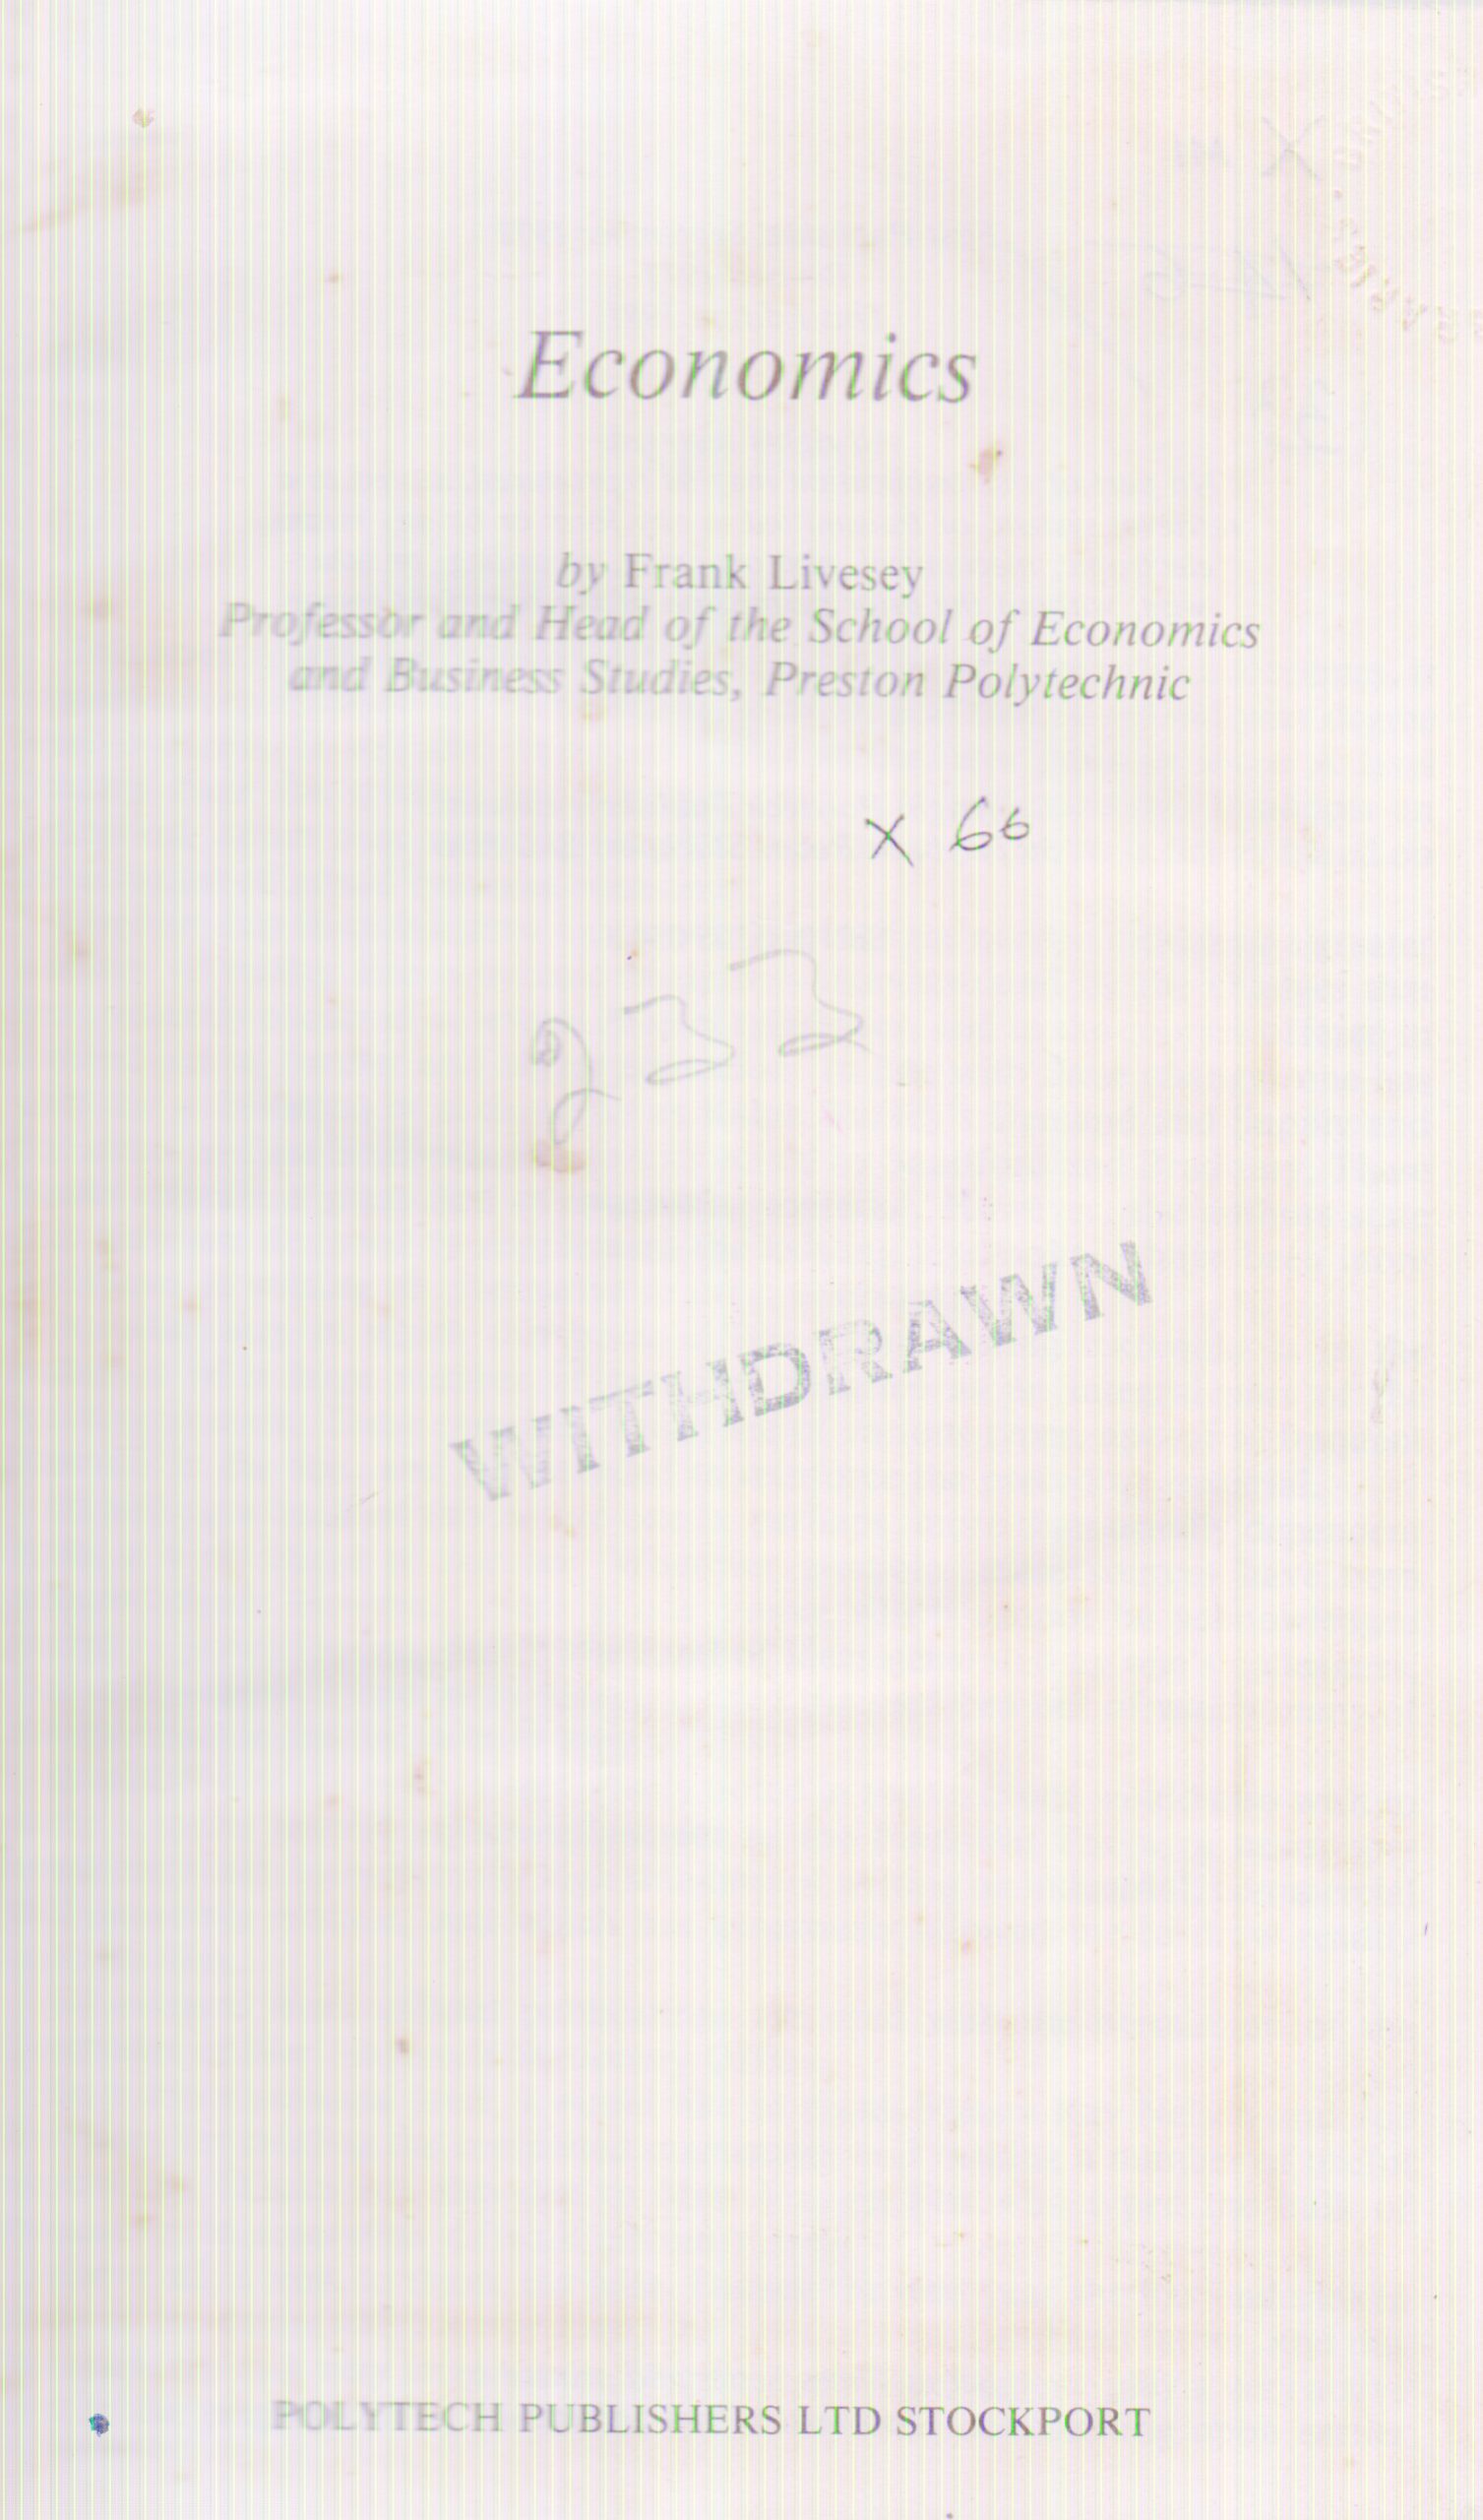 Economics
by Frank Livesey
Professor and Head of the School of Economics
and Business Studies, Preston Polytechnic
X 66
WITHDRAWN
POLYTECH PUBLISHERS LTD STOCKPORT